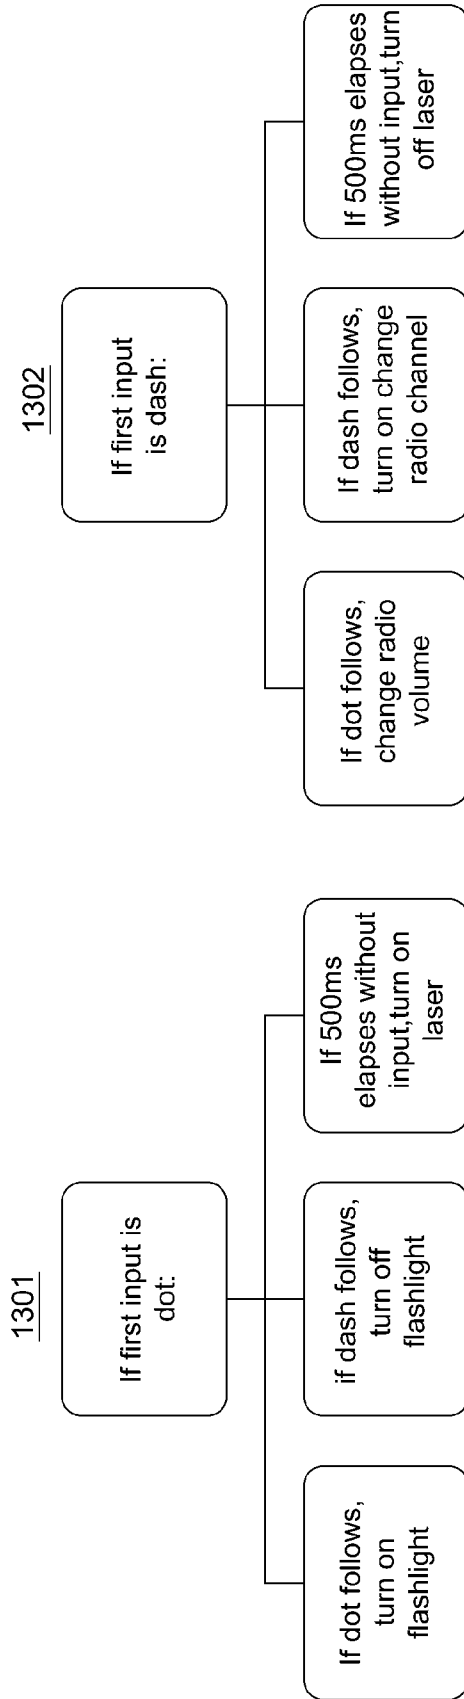 1301
If first input is
dot:
If dot follows,
turn on
flashlight
if dash follows,
turn off
flashlight
If 500ms
elapses without
input,turn on
laser
1302
If first input
is dash:
If dot follows,
change radio
volume
If dash follows,
turn on change
radio channel
If 500ms elapses
without input,turn
off laser